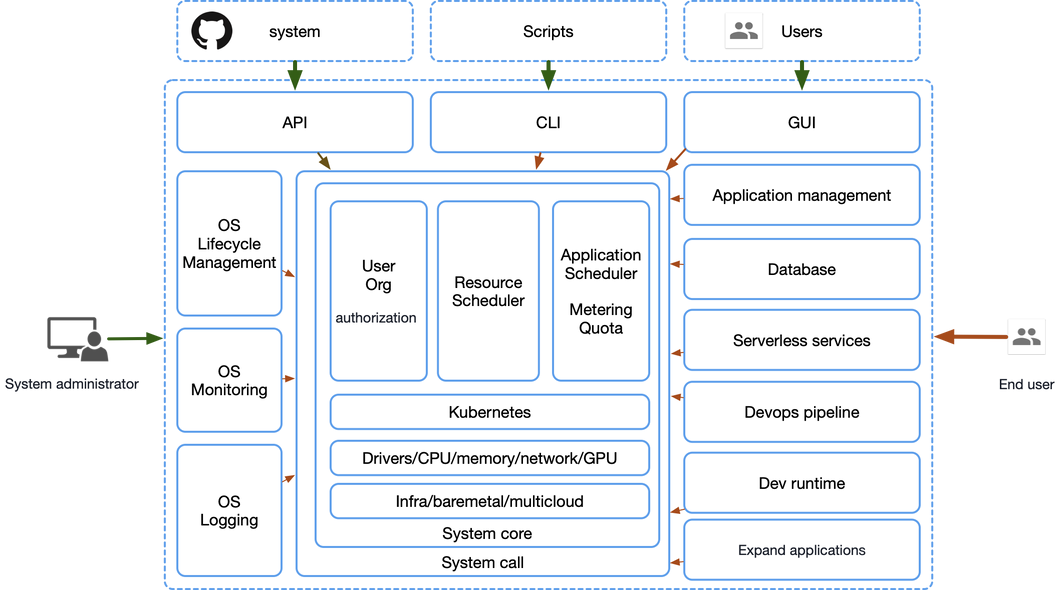 system
Scripts
Users
API
CLI
GUI
OS
Lifecycle
Management
OS
Monitoring
OS
Logging
System administrator
User
Org
authorization
Resource
Scheduler
Application
Scheduler
Metering
Quota
Kubernetes
Drivers/CPU/memory/network/GPU
Infra/baremetal/multicloud
System core
System call
Application management
Database
Serverless services
Devops pipeline
Dev runtime
Expand applications
End user